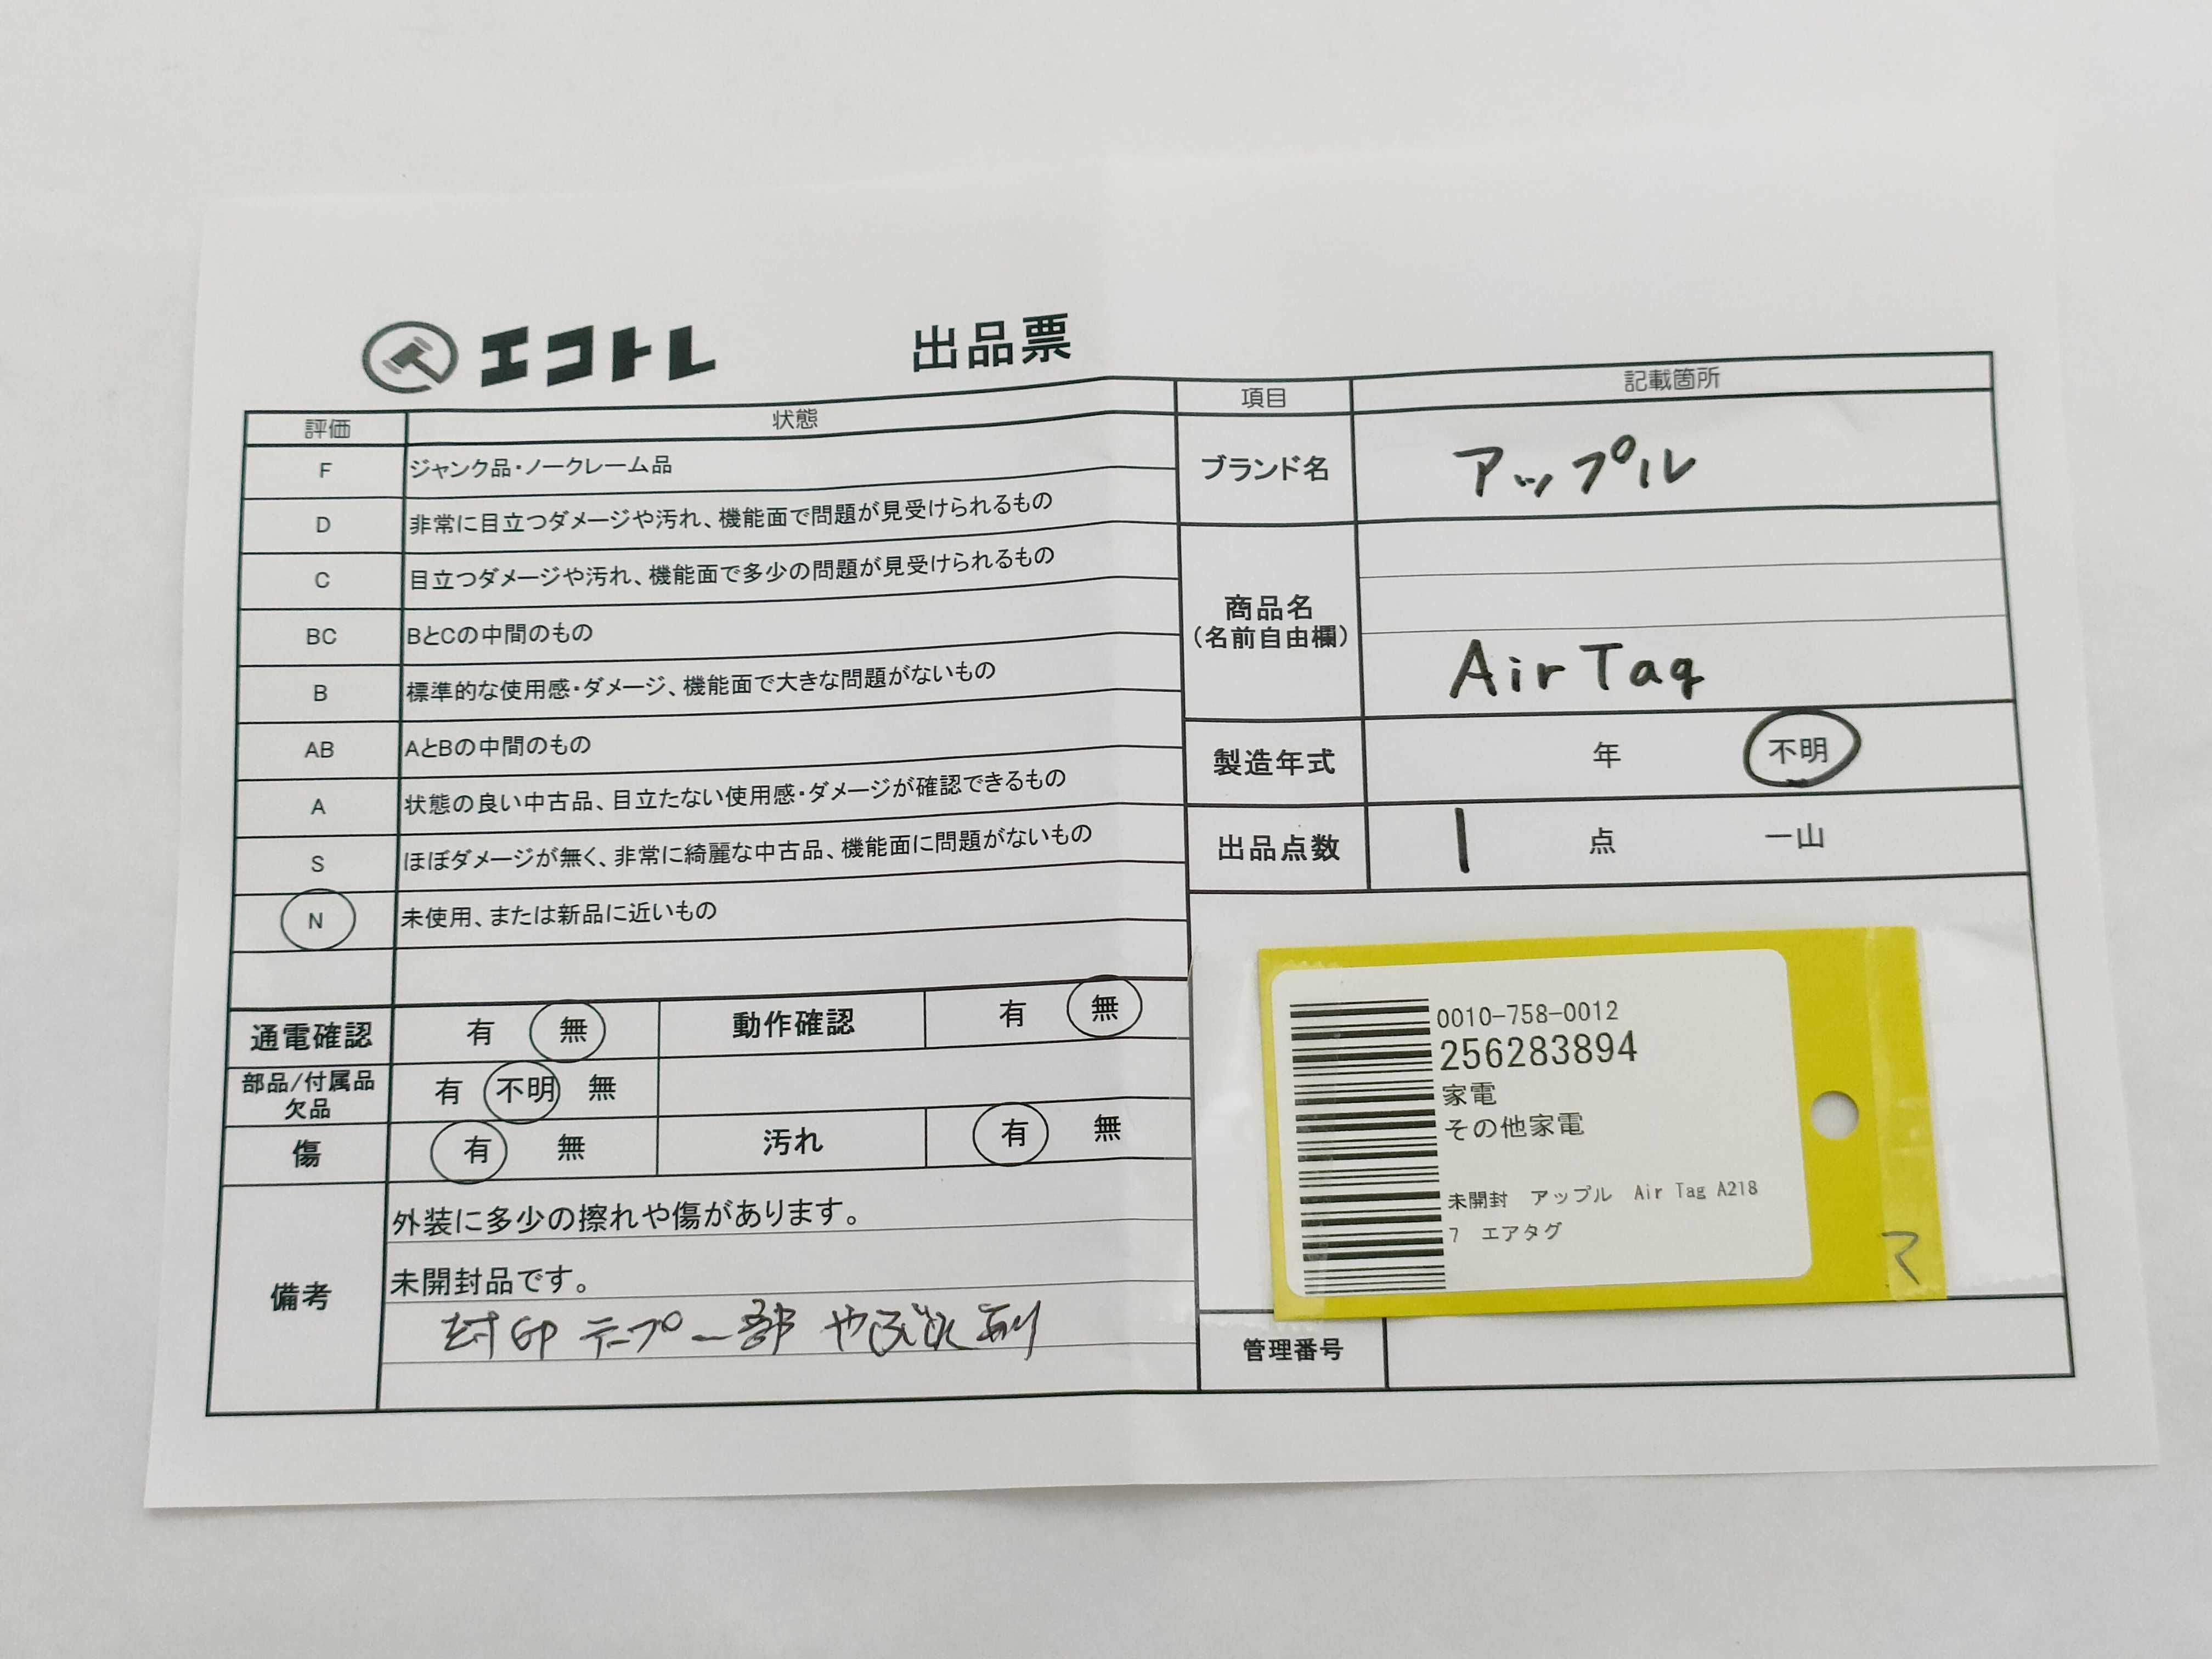 エコトレ 出品票
評価 状態
F ジャンク品・ノークレーム品
D 非常に目立つダメージや汚れ、機能面で問題が見受けられるもの
C 目立つダメージや汚れ、機能面で多少の問題が見受けられるもの
BC BとCの中間のもの
B 標準的な使用感・ダメージ、機能面で大きな問題がないもの
AB AとBの中間のもの
A 状態の良い中古品、目立たない使用感・ダメージが確認できるもの
S ほぼダメージが無く、非常に綺麗な中古品、機能面に問題がないもの
N 未使用、または新品に近いもの
通電確認 有 無 動作確認 有 無
部品/付属品
欠品 有 不明 無
傷 有 無 汚れ 有 無
備考
外装に多少の擦れや傷があります。
未開封品です。
封印テープ一部やぶれ有り
項目 記載箇所
ブランド名 アップル
商品名
(名前自由欄)
AirTag
製造年式 年 不明
出品点数 1 点 一山
0010-758-0012
256283894
家電
その他家電
未開封 アップル Air Tag A218
7 エアタグ
マ
管理番号